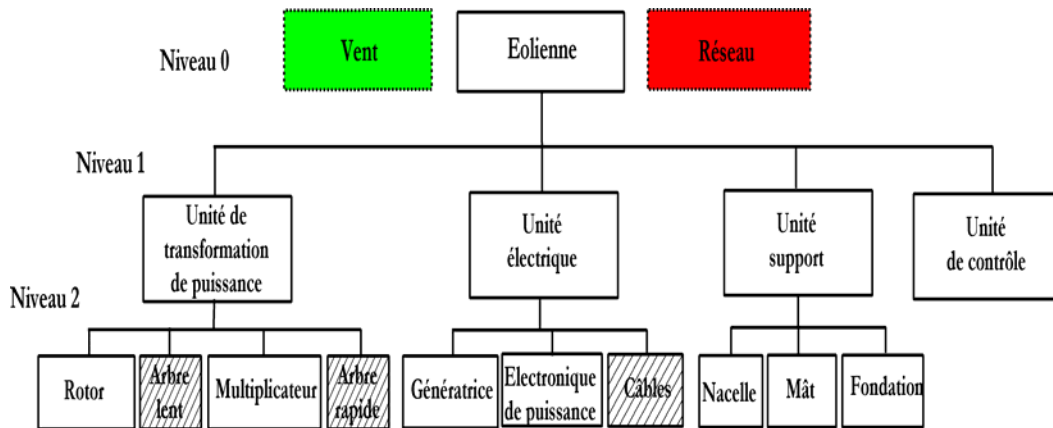 Niveau 0
Vent
Eolienne
Réseau
Niveau 1
Unité de
transformation
de puissance
Unité
électrique
Unité
support
Unité
de contrôle
Niveau 2
Rotor
Arbre
lent
Multiplicateur
Arbre
rapide
Génératrice
Electronique
de puissance
Câbles
Nacelle
Mât
Fondation